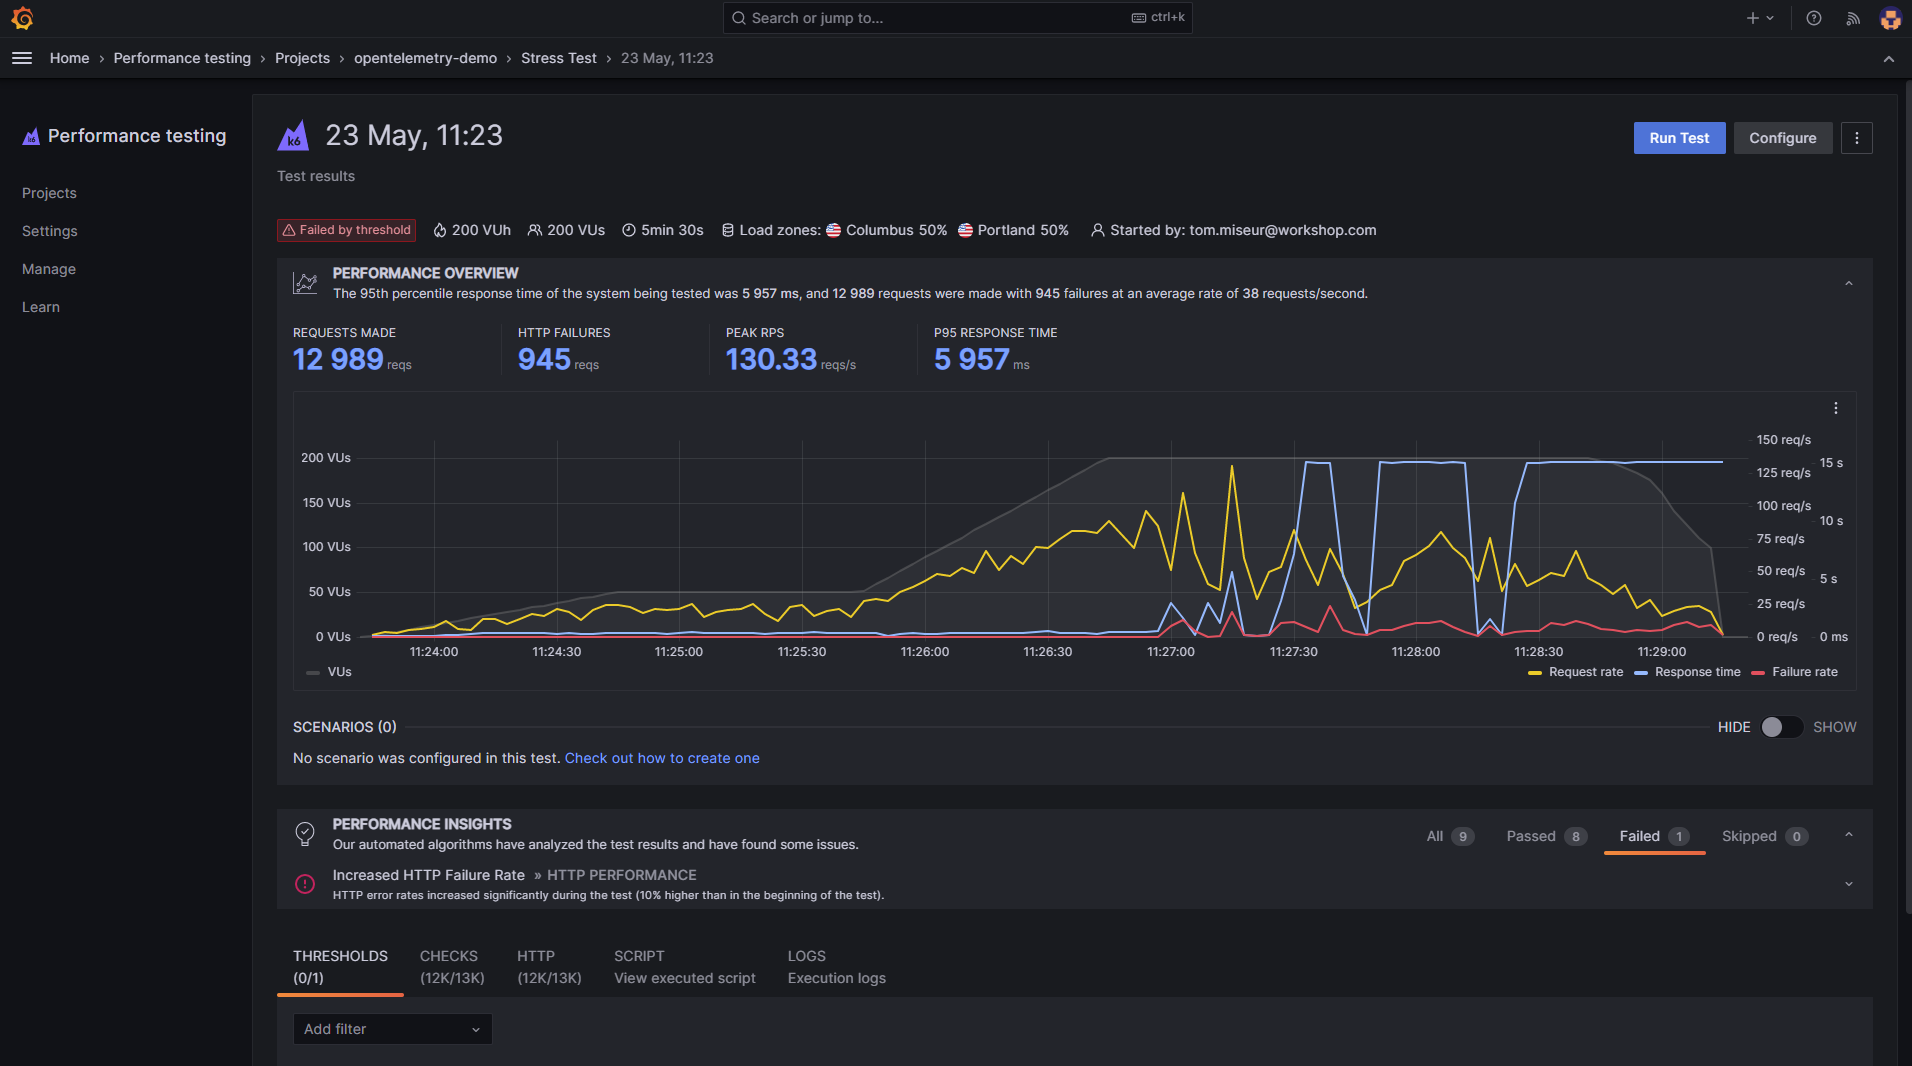 Search or jump to...
ctrl+k
Home › Performance testing › Projects › opentelemetry-demo › Stress Test › 23 May, 11:23
Performance testing
Projects
Settings
Manage
Learn
k6
23 May, 11:23
Run Test
Configure
Test results
Failed by threshold
200 VUh
200 VUs
5min 30s
Load zones: Columbus 50% Portland 50%
Started by: tom.miseur@workshop.com
PERFORMANCE OVERVIEW
The 95th percentile response time of the system being tested was 5 957 ms, and 12 989 requests were made with 945 failures at an average rate of 38 requests/second.
REQUESTS MADE
12 989 reqs
HTTP FAILURES
945 reqs
PEAK RPS
130.33 reqs/s
P95 RESPONSE TIME
5 957 ms
200 VUs
150 VUs
100 VUs
50 VUs
0 VUs
150 req/s
125 req/s
100 req/s
75 req/s
50 req/s
25 req/s
0 req/s
15 s
10 s
5 s
0 ms
11:24:00 11:24:30 11:25:00 11:25:30 11:26:00 11:26:30 11:27:00 11:27:30 11:28:00 11:28:30 11:29:00
VUs
Request rate Response time Failure rate
SCENARIOS (0)
HIDE SHOW
No scenario was configured in this test. Check out how to create one
PERFORMANCE INSIGHTS
Our automated algorithms have analyzed the test results and have found some issues.
All 9 Passed 8 Failed 1 Skipped 0
Increased HTTP Failure Rate » HTTP PERFORMANCE
HTTP error rates increased significantly during the test (10% higher than in the beginning of the test).
THRESHOLDS
(0/1)
CHECKS
(12K/13K)
HTTP
(12K/13K)
SCRIPT
View executed script
LOGS
Execution logs
Add filter